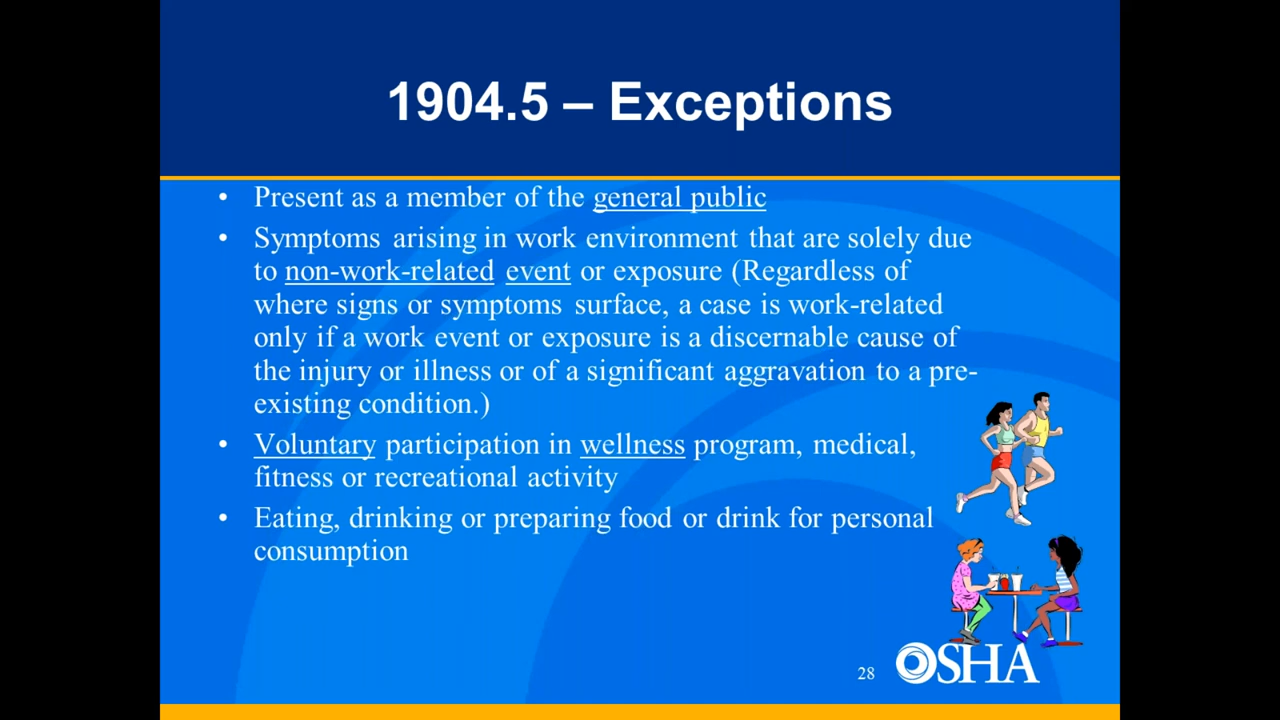 1904.5 – Exceptions
• Present as a member of the general public
• Symptoms arising in work environment that are solely due
to non-work-related event or exposure (Regardless of
where signs or symptoms surface, a case is work-related
only if a work event or exposure is a discernable cause of
the injury or illness or of a significant aggravation to a pre-
existing condition.)
• Voluntary participation in wellness program, medical,
fitness or recreational activity
• Eating, drinking or preparing food or drink for personal
consumption
28
OSHA